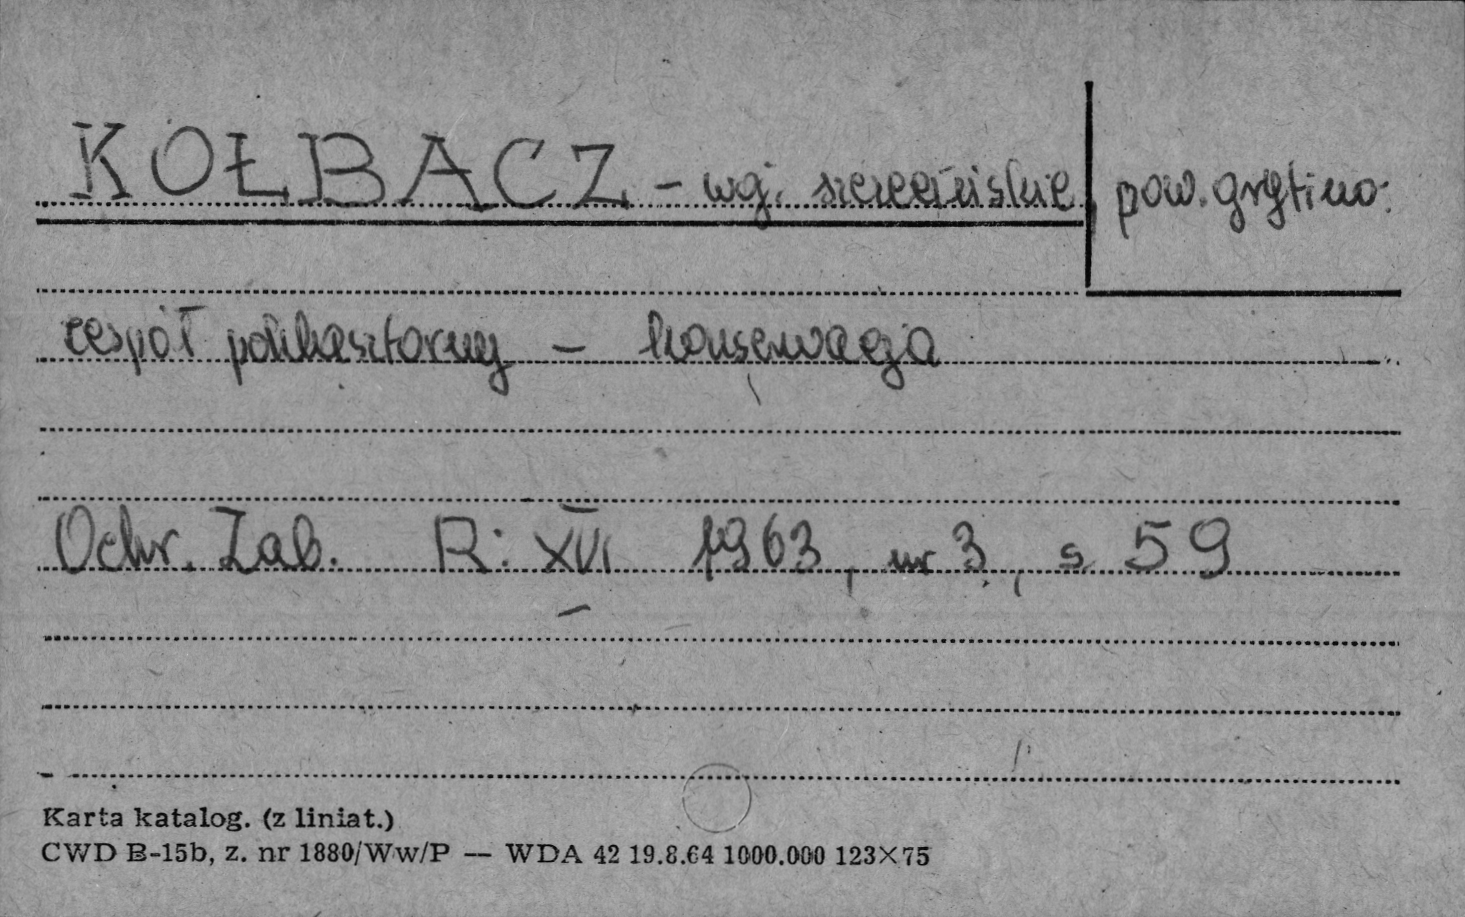 KOŁBACZ - woj. szczecińskie pow. gryfino.
zespół poklasztorny - konserwacja
Ochr. Zab. R: XVI 1963, nr 3, s 59
Karta katalog. (z liniat.)
CWD B-15b, z. nr 1880/Ww/P — WDA 42 19.8.64 1000.000 123×75